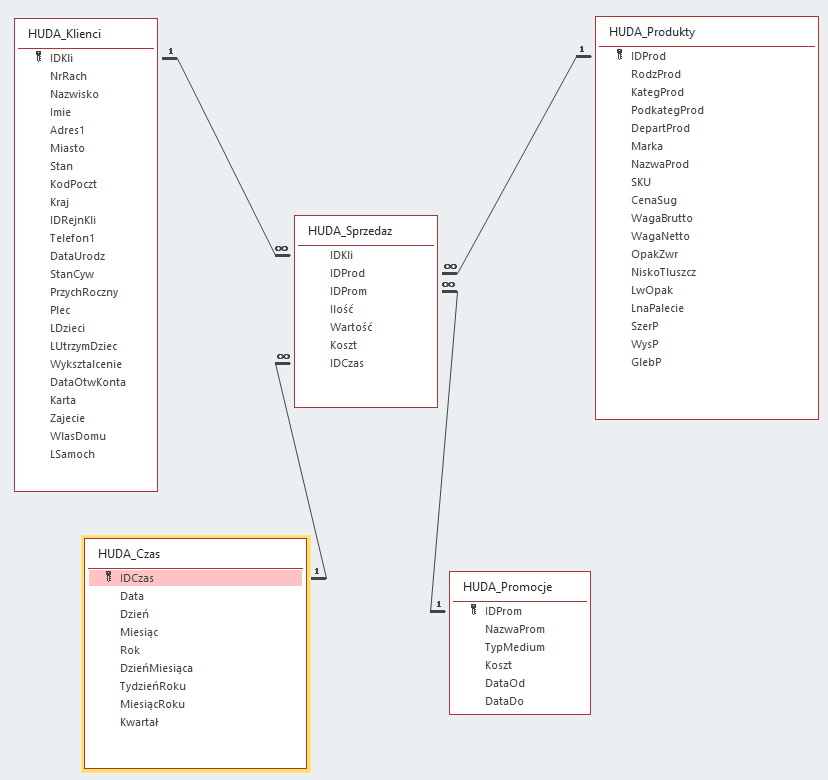 HUDA_Klienci
IDKli
NrRach
Nazwisko
Imie
Adres1
Miasto
Stan
KodPoczt
Kraj
IDRejnKli
Telefon1
DataUrodz
StanCyw
PrzychRoczny
Plec
LDzieci
LUtrzymDziec
Wyksztalcenie
DataOtwKonta
Karta
Zajecie
WlasDomu
LSamoch
1
∞
HUDA_Sprzedaz
IDKli
IDProd
IDProm
Ilość
Wartość
Koszt
IDCzas
∞
∞
∞
1
HUDA_Produkty
IDProd
RodzProd
KategProd
PodkategProd
DepartProd
Marka
NazwaProd
SKU
CenaSug
WagaBrutto
WagaNetto
OpakZwr
NiskoTluszcz
LwOpak
LnaPalecie
SzerP
WysP
GlebP
HUDA_Czas
IDCzas
Data
Dzień
Miesiąc
Rok
DzieńMiesiąca
TydzieńRoku
MiesiącRoku
Kwartał
1
1
HUDA_Promocje
IDProm
NazwaProm
TypMedium
Koszt
DataOd
DataDo